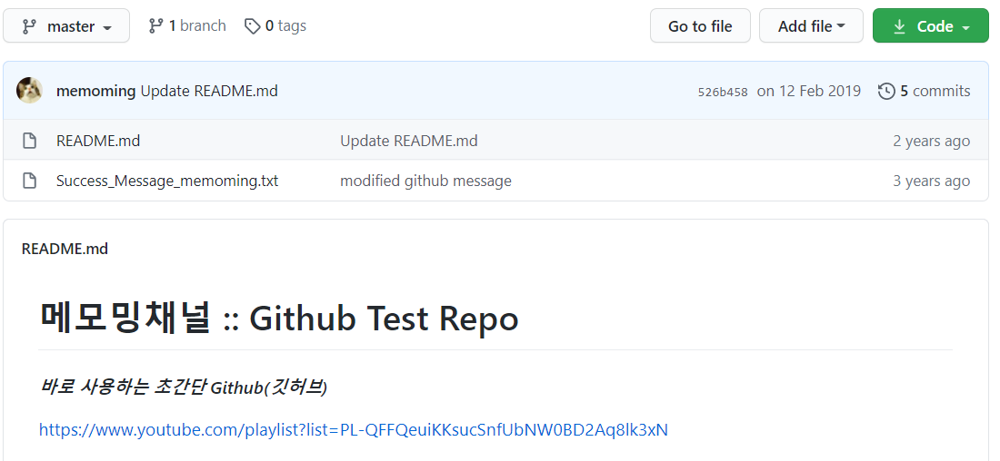 master 1 branch 0 tags Go to file Add file Code
memoming Update README.md 526b458 on 12 Feb 2019 5 commits
README.md Update README.md 2 years ago
Success_Message_memoming.txt modified github message 3 years ago
README.md
메모밍채널 :: Github Test Repo
바로 사용하는 초간단 Github(깃허브)
https://www.youtube.com/playlist?list=PL-QFFQeuiKKsucSnfUbNW0BD2Aq8lk3xN